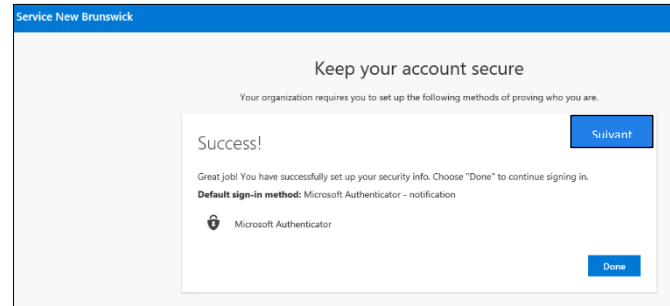 Service New Brunswick
Keep your account secure
Your organization requires you to set up the following methods of proving who you are.
Suivant
Success!
Great job! You have successfully set up your security info. Choose "Done" to continue signing in.
Default sign-in method: Microsoft Authenticator - notification
Microsoft Authenticator
Done